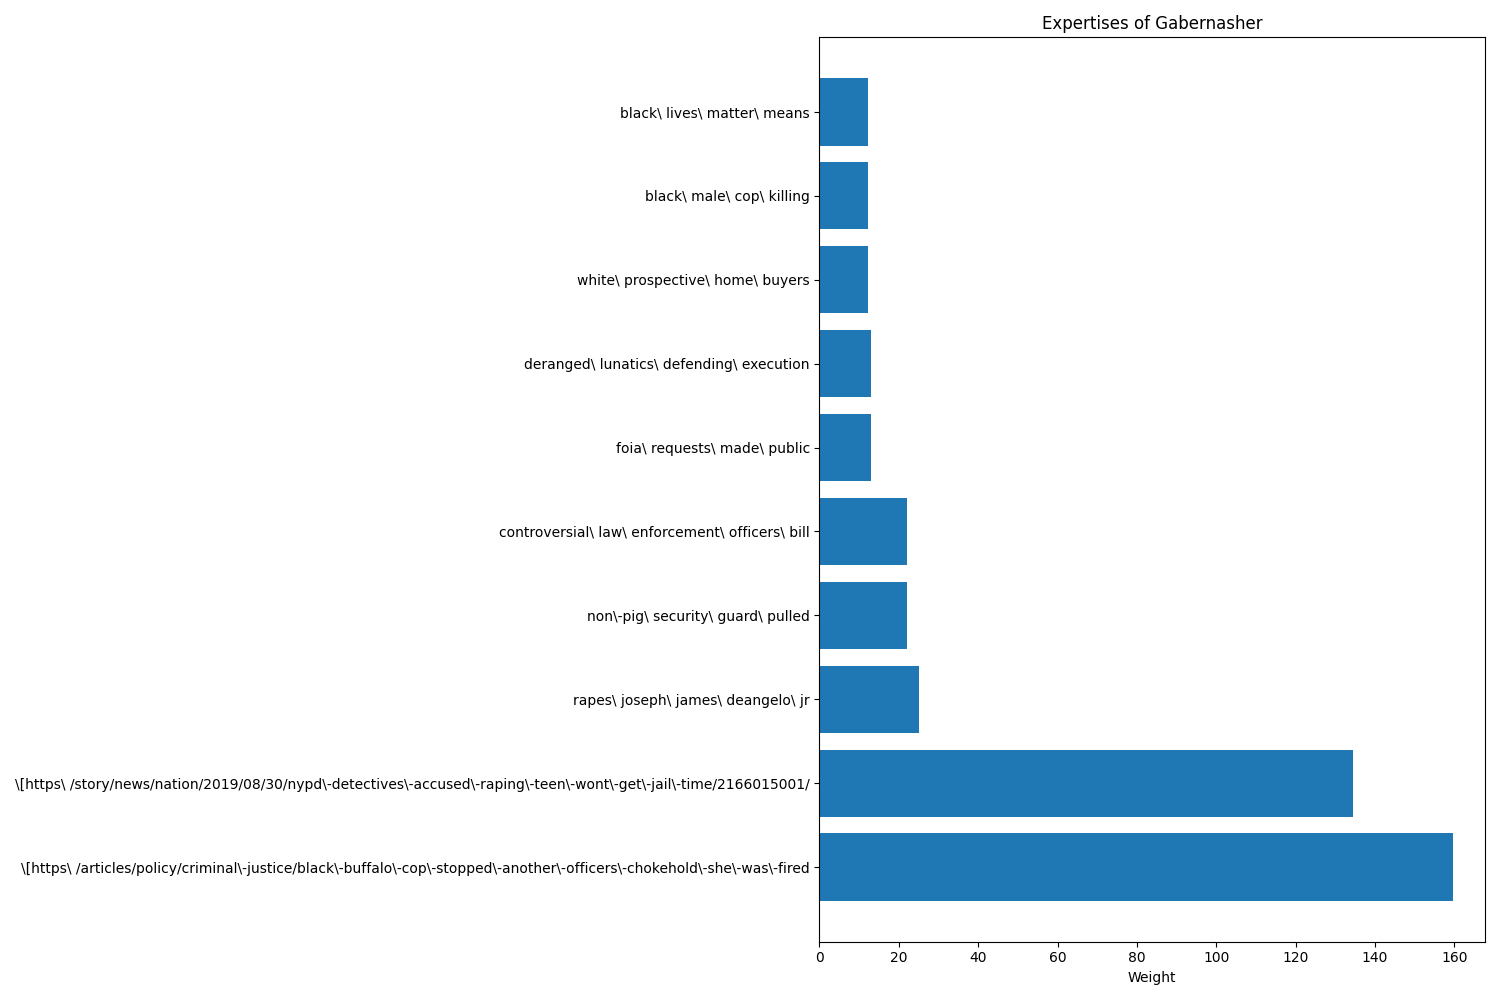 Expertises of Gabernasher
black\ lives\ matter\ means
black\ male\ cop\ killing
white\ prospective\ home\ buyers
deranged\ lunatics\ defending\ execution
foia\ requests\ made\ public
controversial\ law\ enforcement\ officers\ bill
non\-pig\ security\ guard\ pulled
rapes\ joseph\ james\ deangelo\ jr
\[https\ /story/news/nation/2019/08/30/nypd\-detectives\-accused\-raping\-teen\-wont\-get\-jail\-time/2166015001/
\[https\ /articles/policy/criminal\-justice/black\-buffalo\-cop\-stopped\-another\-officers\-chokehold\-she\-was\-fired
0 20 40 60 80 100 120 140 160
Weight